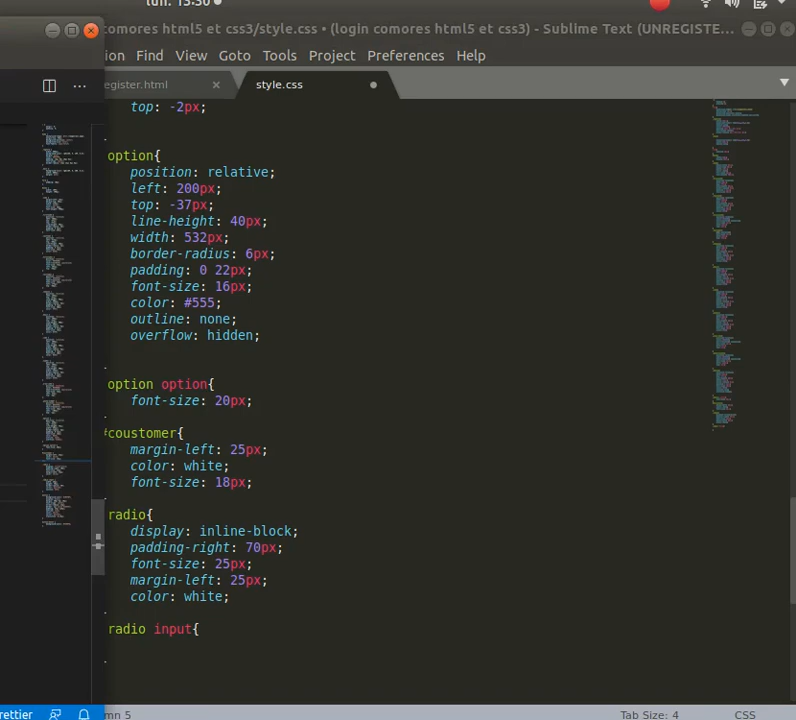 lun. 13:30
comores html5 et css3/style.css • (login comores html5 et css3) - Sublime Text (UNREGISTE...
ion Find View Goto Tools Project Preferences Help
egister.html × style.css
top: -2px;
option{
position: relative;
left: 200px;
top: -37px;
line-height: 40px;
width: 532px;
border-radius: 6px;
padding: 0 22px;
font-size: 16px;
color: #555;
outline: none;
overflow: hidden;
option option{
font-size: 20px;
#coustomer{
margin-left: 25px;
color: white;
font-size: 18px;
radio{
display: inline-block;
padding-right: 70px;
font-size: 25px;
margin-left: 25px;
color: white;
radio input{
rettier mn 5 Tab Size: 4 CSS